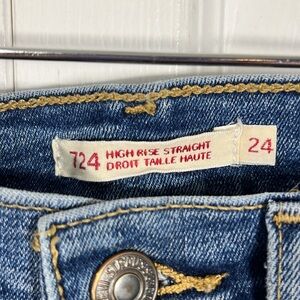 724 HIGH RISE STRAIGHT 24
DROIT TAILLE HAUTE